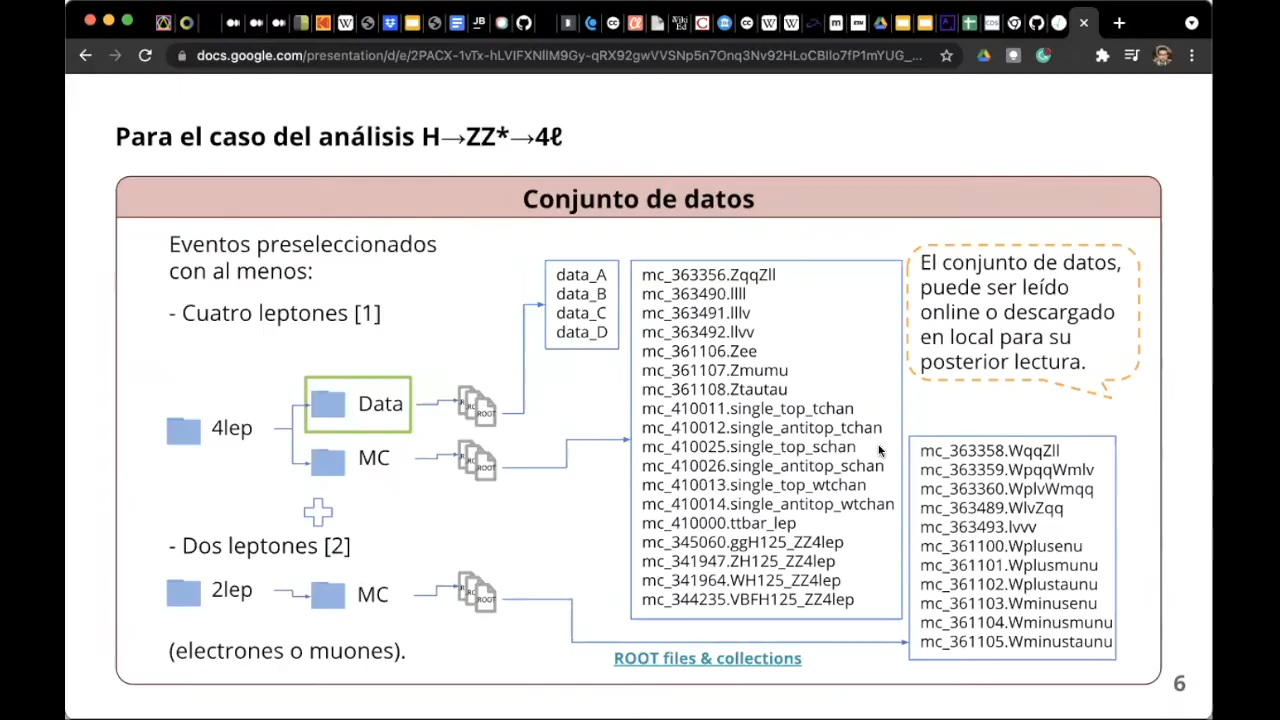 docs.google.com/presentation/d/e/2PACX-1vTx-hLVIFXNllM9Gy-qRX92gwVVSNp5n7Onq3Nv92HLoCBllo7fP1mYUG_...
Para el caso del análisis H→ZZ*→4ℓ
Conjunto de datos
Eventos preseleccionados
con al menos:
- Cuatro leptones [1]
4lep
Data
MC
- Dos leptones [2]
2lep
MC
(electrones o muones).
data_A
data_B
data_C
data_D
mc_363356.ZqqZll
mc_363490.llll
mc_363491.lllv
mc_363492.llvv
mc_361106.Zee
mc_361107.Zmumu
mc_361108.Ztautau
mc_410011.single_top_tchan
mc_410012.single_antitop_tchan
mc_410025.single_top_schan
mc_410026.single_antitop_schan
mc_410013.single_top_wtchan
mc_410014.single_antitop_wtchan
mc_410000.ttbar_lep
mc_345060.ggH125_ZZ4lep
mc_341947.ZH125_ZZ4lep
mc_341964.WH125_ZZ4lep
mc_344235.VBFH125_ZZ4lep
El conjunto de datos,
puede ser leído
online o descargado
en local para su
posterior lectura.
mc_363358.WqqZll
mc_363359.WpqqWmlv
mc_363360.WplvWmqq
mc_363489.WlvZqq
mc_363493.lvvv
mc_361100.Wplusenu
mc_361101.Wplusmunu
mc_361102.Wplustaunu
mc_361103.Wminusenu
mc_361104.Wminusmunu
mc_361105.Wminustaunu
ROOT
ROOT
ROOT
ROOT files & collections
6